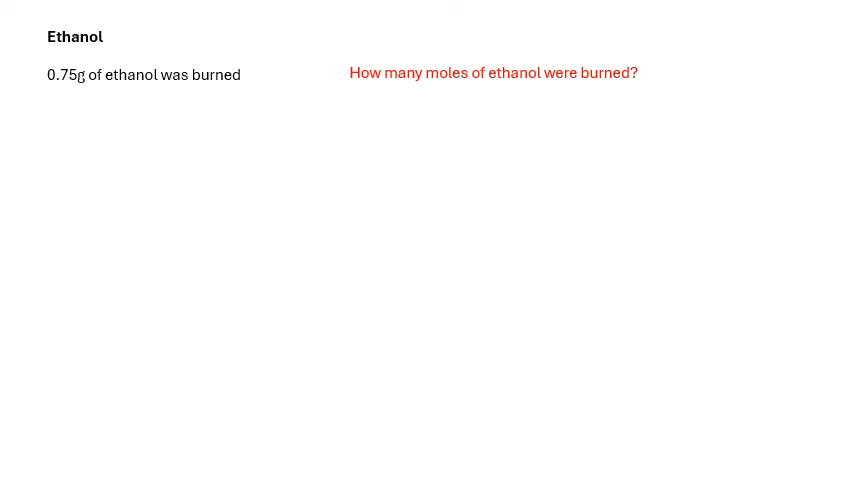 Ethanol
0.75g of ethanol was burned
How many moles of ethanol were burned?